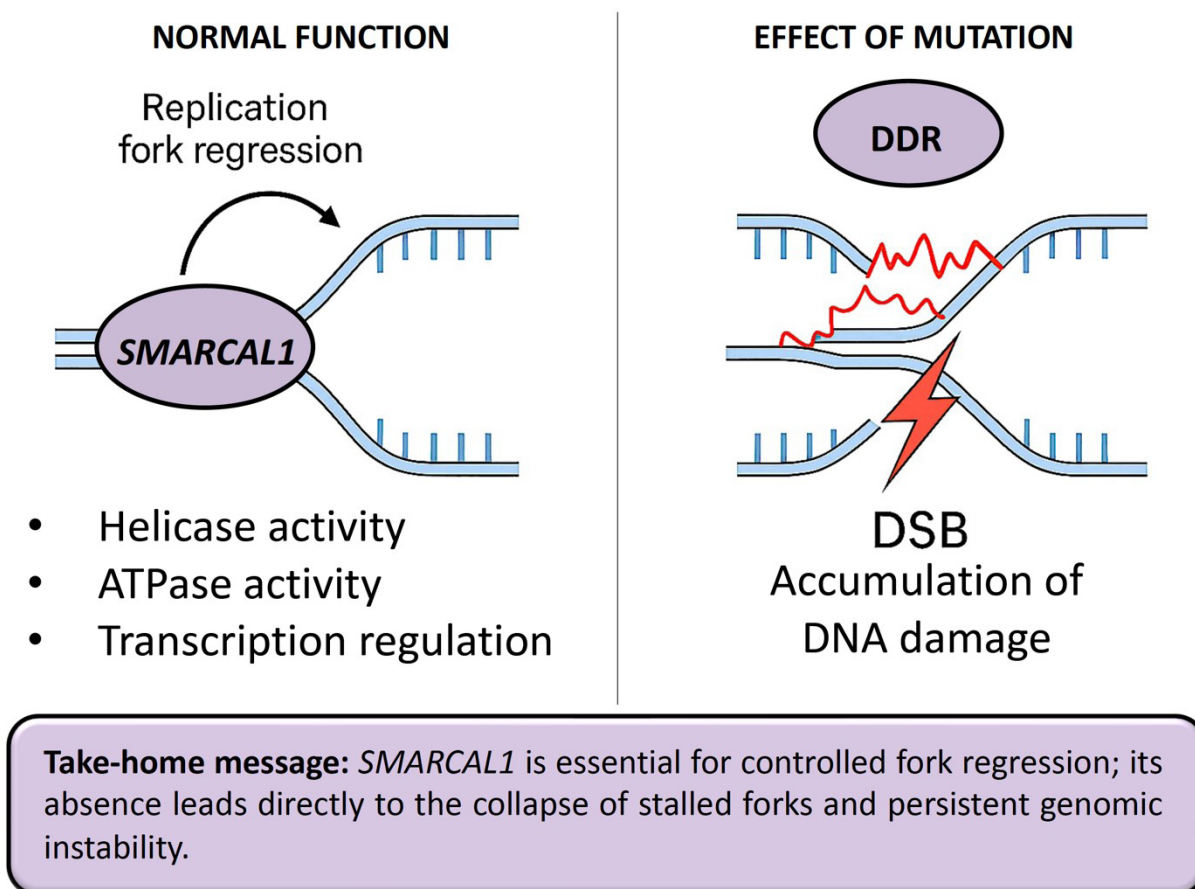 NORMAL FUNCTION
Replication
fork regression
SMARCAL1
• Helicase activity
• ATPase activity
• Transcription regulation
EFFECT OF MUTATION
DDR
DSB
Accumulation of
DNA damage
Take-home message: SMARCAL1 is essential for controlled fork regression; its
absence leads directly to the collapse of stalled forks and persistent genomic
instability.